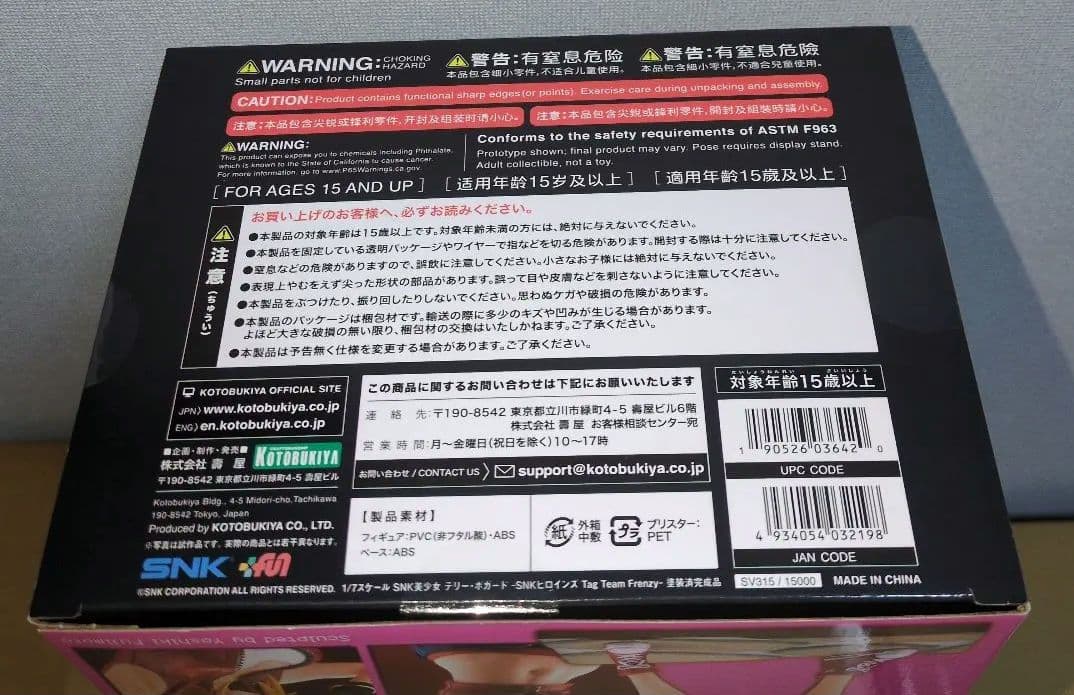 ⚠WARNING: CHOKING HAZARD
Small parts not for children
⚠警告:有窒息危险
本品包含细小零件,不适合儿童使用。
⚠警告:有窒息危險
本品包含細小零件,不適合兒童使用。
CAUTION: Product contains functional sharp edges(or points). Exercise care during unpacking and assembly.
注意:本品包含尖锐或锋利零件,开封及组装时请小心。
注意:本品包含尖銳或鋒利零件,開封及組裝時請小心。
⚠WARNING:
This product can expose you to chemicals including Phthalate,
which is known to the State of California to cause cancer.
For more information, go to www.P65Warnings.ca.gov.
Conforms to the safety requirements of ASTM F963
Prototype shown; final product may vary. Pose requires display stand.
Adult collectible, not a toy.
[FOR AGES 15 AND UP]
[适用年龄15岁及以上]
[適用年齡15歲及以上]
⚠注意(ちゅうい)
お買い上げのお客様へ、必ずお読みください。
●本製品の対象年齢は15歳以上です。対象年齢未満の方には、絶対に与えないでください。
●本製品を固定している透明パッケージやワイヤーで指などを切る危険があります。開封する際は十分に注意してください。
●窒息などの危険がありますので、誤飲に注意してください。小さなお子様には絶対に与えないでください。
●表現上やむをえず尖った形状の部品があります。誤って目や皮膚などを刺さないように注意してください。
●本製品をぶつけたり、振り回したりしないでください。思わぬケガや破損の危険があります。
●本製品のパッケージは梱包材です。輸送の際に多少のキズや凹みが生じる場合があります。
よほど大きな破損の無い限り、梱包材の交換はいたしかねます。ご了承ください。
●本製品は予告無く仕様を変更する場合があります。ご了承ください。
KOTOBUKIYA OFFICIAL SITE
JPN〉www.kotobukiya.co.jp
ENG〉en.kotobukiya.co.jp
■企画・制作・発売■
株式会社 壽 屋
KOTOBUKIYA
〒190-8542 東京都立川市緑町4-5 壽屋ビル
Kotobukiya Bldg., 4-5 Midori-cho,Tachikawa
190-8542 Tokyo, Japan
Produced by KOTOBUKIYA CO., LTD.
※写真は試作品です。実際の商品とは若干異なります。
SNK
+fun
この商品に関するお問い合わせは下記にお願いいたします
連絡先:〒190-8542 東京都立川市緑町4-5 壽屋ビル6階
株式会社 壽屋 お客様相談センター宛
営業時間:月〜金曜日(祝日を除く)10〜17時
お問い合わせ/CONTACT US〉support@kotobukiya.co.jp
【製品素材】
フィギュア:PVC(非フタル酸)・ABS
ベース:ABS
紙
外箱
中敷
プラ
ブリスター:
PET
たいしょうねんれい さいいじょう
対象年齢15歳以上
1 90526 03642 0
UPC CODE
4 934054 032198
JAN CODE
SV315 / 15000
MADE IN CHINA
©SNK CORPORATION ALL RIGHTS RESERVED.
1/7スケール SNK美少女 テリー・ボガード -SNKヒロインズ Tag Team Frenzy- 塗装済完成品
Sculpted by Yoshiki Fujimoto